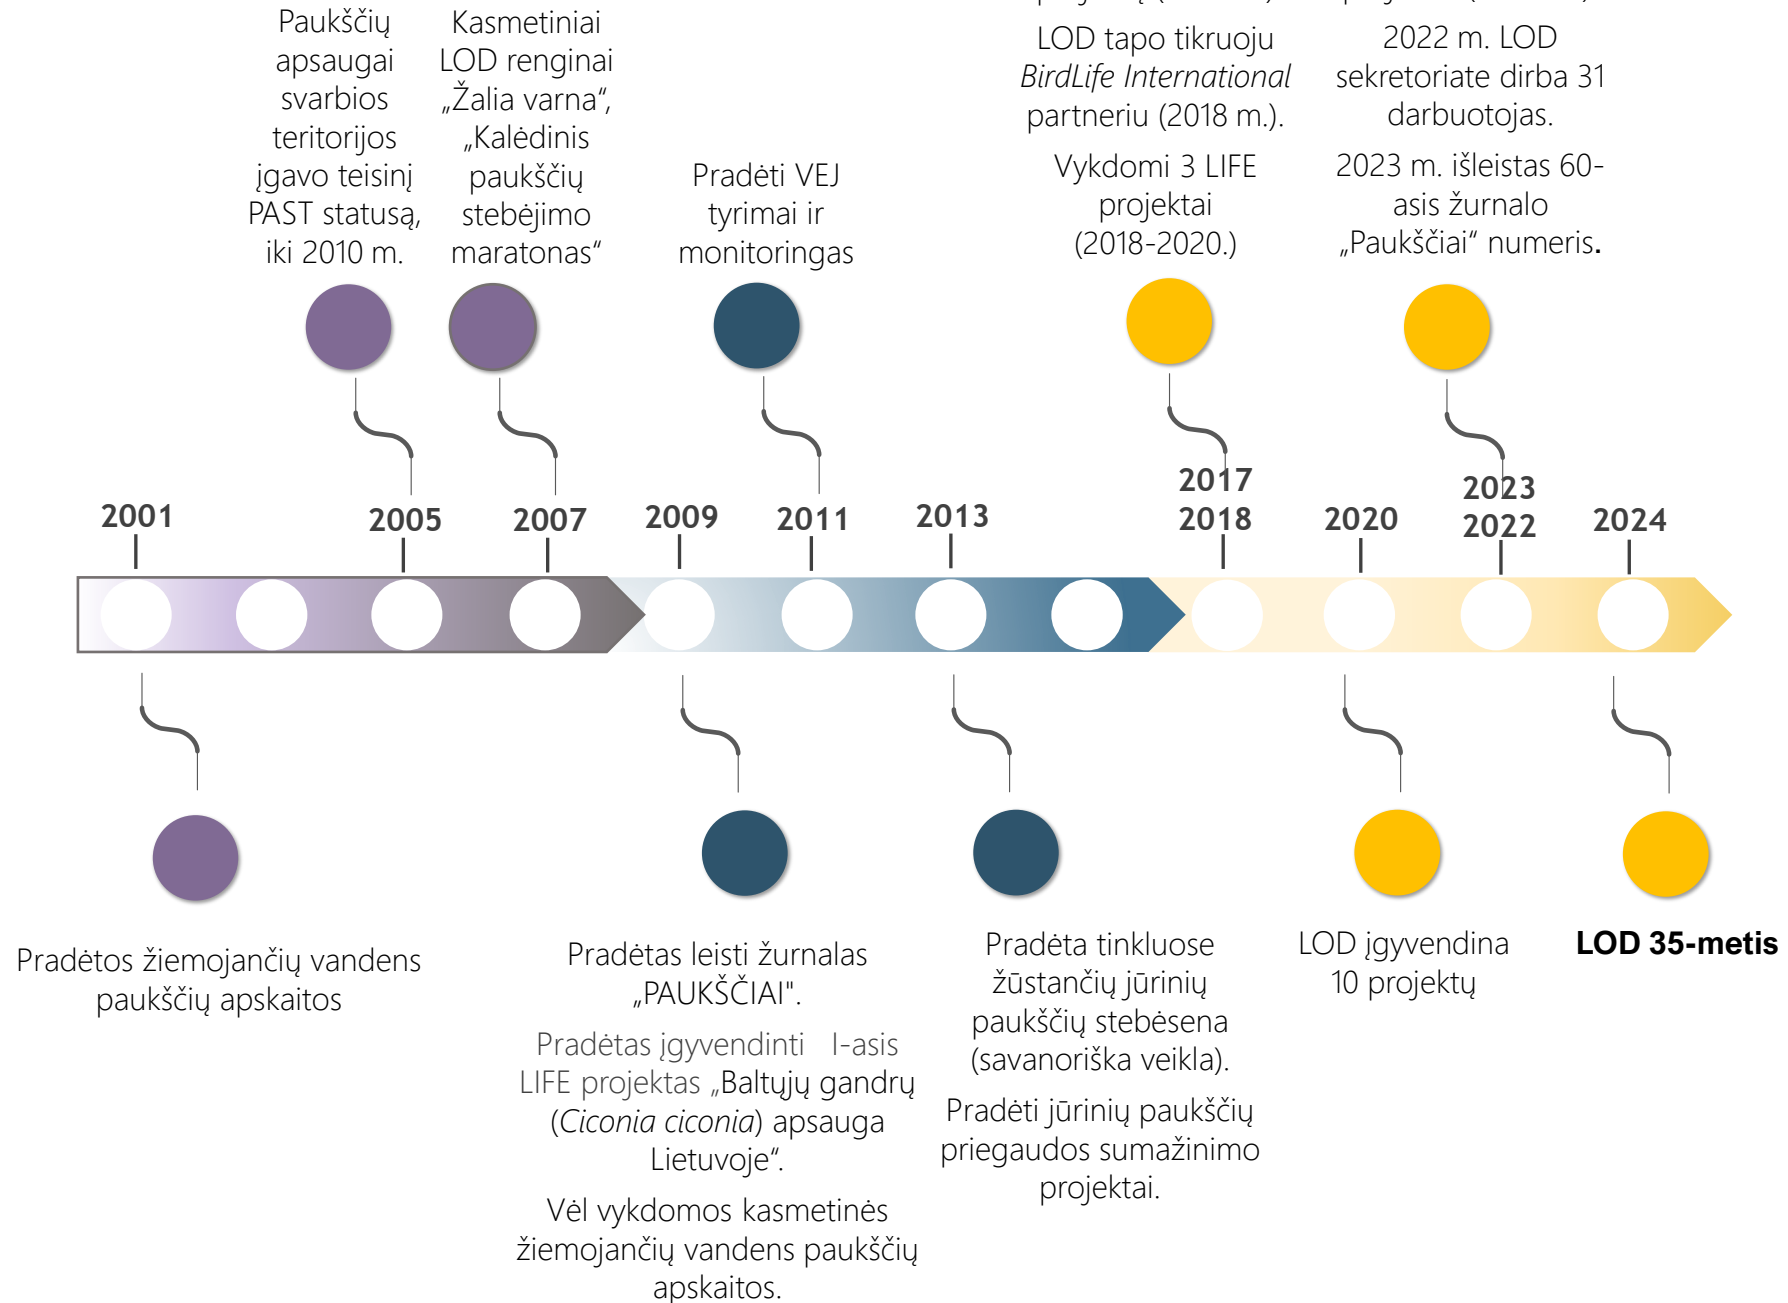 Paukščių
apsaugai
svarbios
teritorijos
įgavo teisinį
PAST statusą,
iki 2010 m.
Kasmetiniai
LOD renginai
„Žalia varna“,
„Kalėdinis
paukščių
stebėjimo
maratonas“
Pradėti VEJ
tyrimai ir
monitoringas
LOD tapo tikruoju
BirdLife International
partneriu (2018 m.).
Vykdomi 3 LIFE
projektai
(2018-2020.)
2022 m. LOD
sekretoriate dirba 31
darbuotojas.
2023 m. išleistas 60-
asis žurnalo
„Paukščiai“ numeris.
2001
2005
2007
2009
2011
2013
2017
2018
2020
2023
2022
2024
Pradėtos žiemojančių vandens
paukščių apskaitos
Pradėtas leisti žurnalas
„PAUKŠČIAI".
Pradėtas įgyvendinti I-asis
LIFE projektas „Baltųjų gandrų
(Ciconia ciconia) apsauga
Lietuvoje“.
Vėl vykdomos kasmetinės
žiemojančių vandens paukščių
apskaitos.
Pradėta tinkluose
žūstančių jūrinių
paukščių stebėsena
(savanoriška veikla).
Pradėti jūrinių paukščių
priegaudos sumažinimo
projektai.
LOD įgyvendina
10 projektų
LOD 35-metis